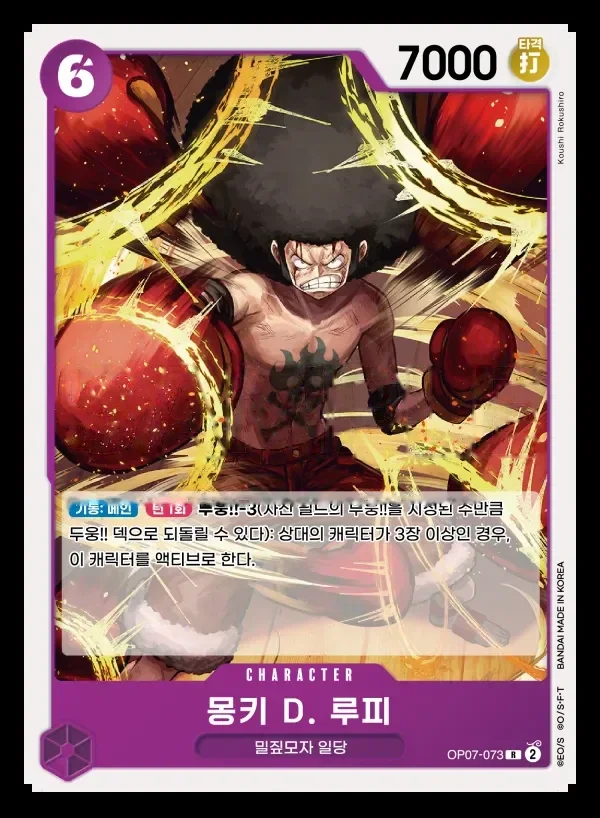 6
7000
타격
打
Koushi Rokushiro
기동: 메인 턴 1회 두웅!!-3(자신 필드의 두웅!!을 지정된 수만큼
두웅!! 덱으로 되돌릴 수 있다): 상대의 캐릭터가 3장 이상인 경우,
이 캐릭터를 액티브로 한다.
CHARACTER
몽키 D. 루피
밀짚모자 일당
OP07-073 R 2
©EO/S ©O/S·F·T BANDAI MADE IN KOREA